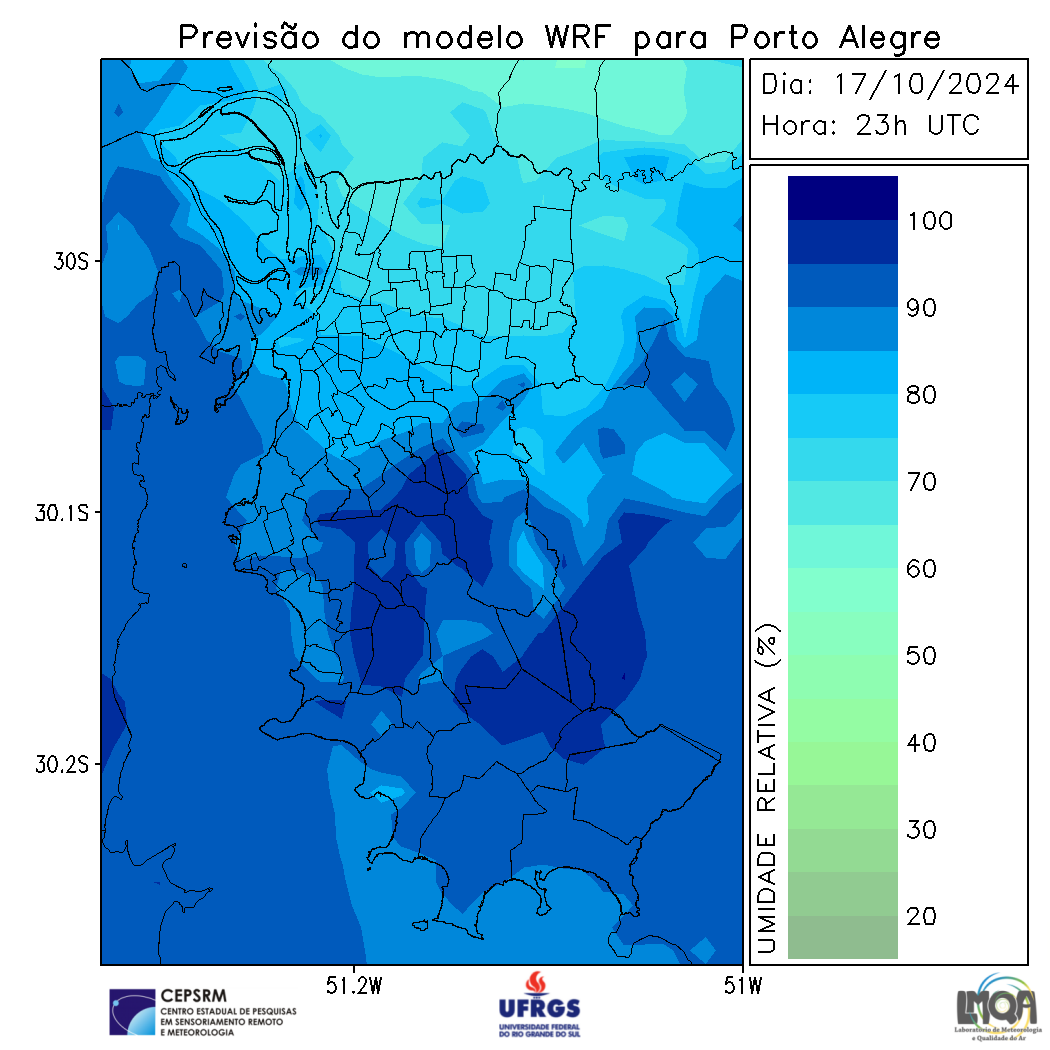 Previsão do modelo WRF para Porto Alegre
Dia: 17/10/2024
Hora: 23h UTC
30S
30.1S
30.2S
51.2W
51W
UMIDADE RELATIVA (%)
100
90
80
70
60
50
40
30
20
CEPSRM
CENTRO ESTADUAL DE PESQUISAS
EM SENSORIAMENTO REMOTO
E METEOROLOGIA
UFRGS
UNIVERSIDADE FEDERAL
DO RIO GRANDE DO SUL
LMQA
Laboratório de Meteorologia
e Qualidade do Ar